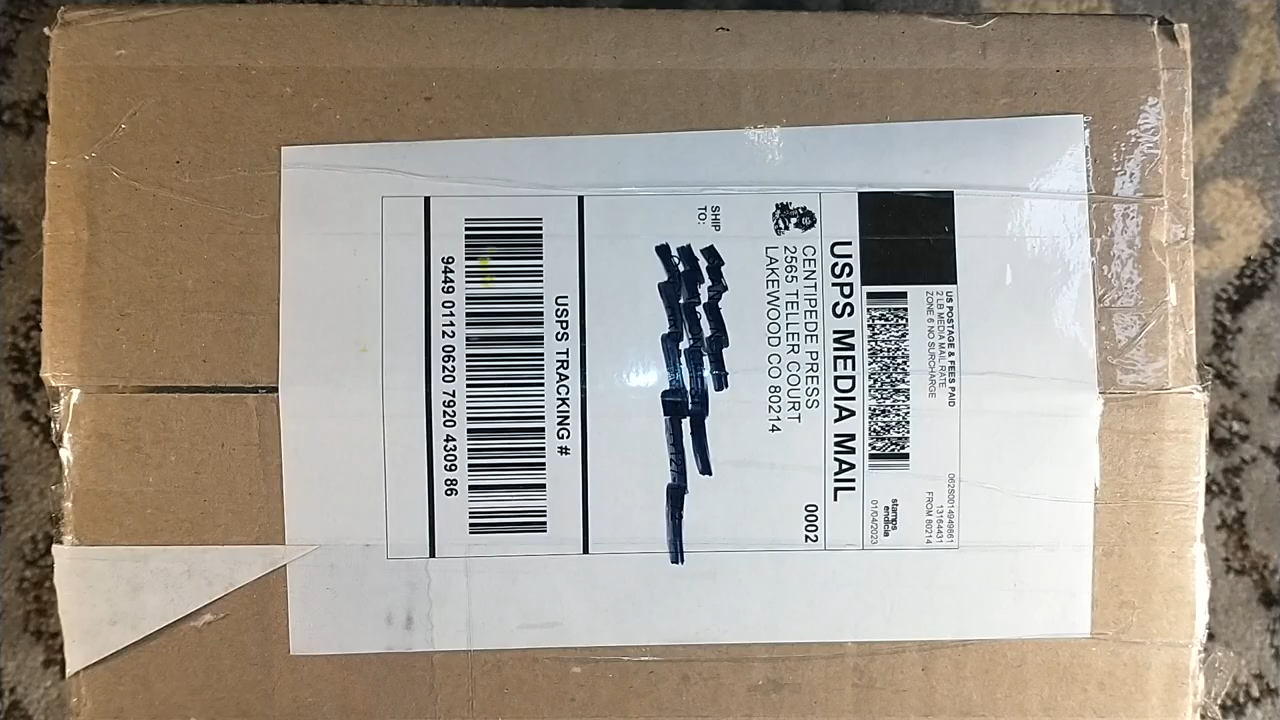 US POSTAGE & FEES PAID
2 LB MEDIA MAIL RATE
ZONE 6 NO SURCHARGE
062S0014949861
13164431
FROM 80214
stamps
endicia
01/04/2023
USPS MEDIA MAIL
CENTIPEDE PRESS
2565 TELLER COURT
LAKEWOOD CO 80214
0002
SHIP
TO:
USPS TRACKING #
9449 0112 0620 7920 4309 86